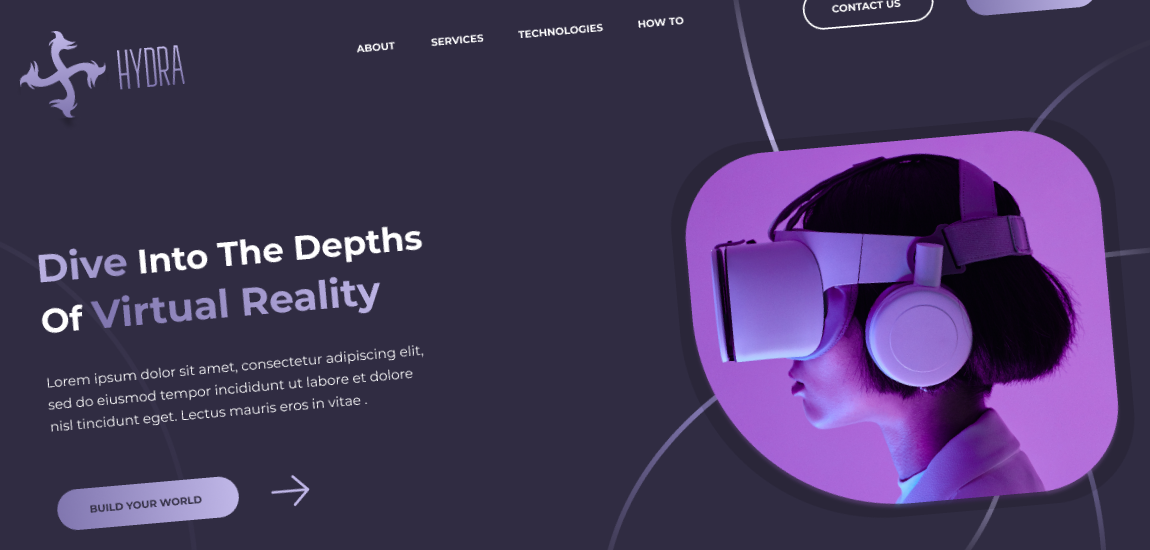 HYDRA
ABOUT SERVICES TECHNOLOGIES HOW TO
CONTACT US
Dive Into The Depths
Of Virtual Reality
Lorem ipsum dolor sit amet, consectetur adipiscing elit,
sed do eiusmod tempor incididunt ut labore et dolore
nisl tincidunt eget. Lectus mauris eros in vitae .
BUILD YOUR WORLD